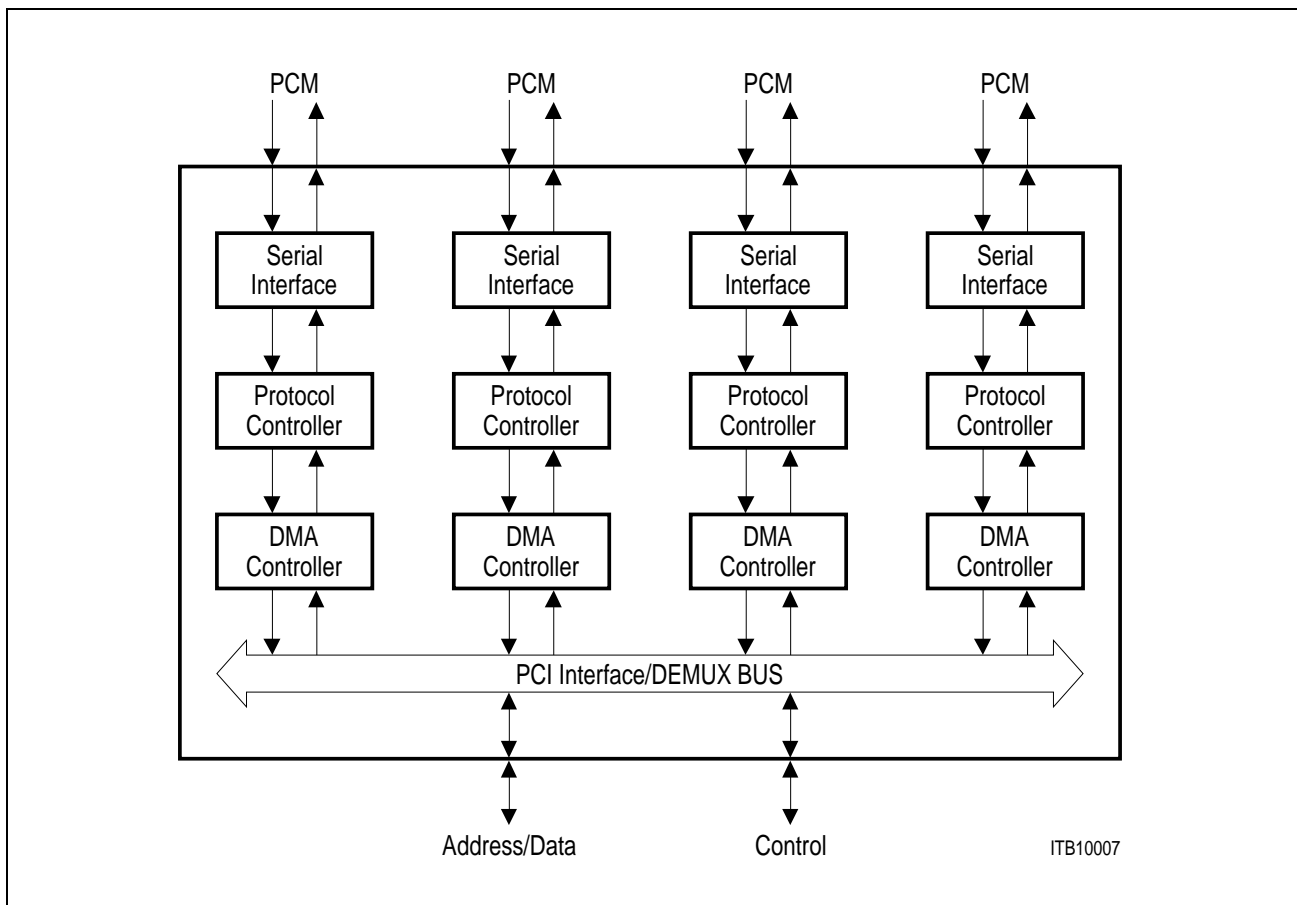 PCM PCM PCM PCM
Serial Interface Serial Interface Serial Interface Serial Interface
Protocol Controller Protocol Controller Protocol Controller Protocol Controller
DMA Controller DMA Controller DMA Controller DMA Controller
PCI Interface/DEMUX BUS
Address/Data Control ITB10007